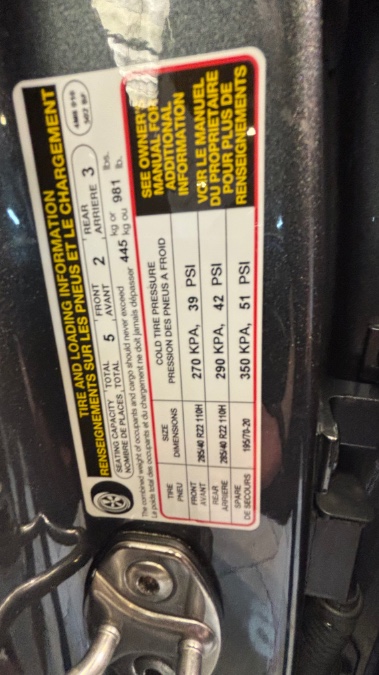 TIRE AND LOADING INFORMATION
RENSEIGNEMENTS SUR LES PNEUS ET LE CHARGEMENT
SEATING CAPACITY TOTAL 5 FRONT 2 REAR 3
NOMBRE DE PLACES TOTAL AVANT ARRIERE
The combined weight of occupants and cargo should never exceed 445 kg or 981 lbs.
Le poids total des occupants et du chargement ne doit jamais dépasser kg ou lb.
TIRE SIZE COLD TIRE PRESSURE
PNEU DIMENSIONS PRESSION DES PNEUS A FROID
FRONT 285/40 R22 110H 270 KPA, 39 PSI
AVANT
REAR 285/40 R22 110H 290 KPA, 42 PSI
ARRIERE
SPARE 195/70-20 350 KPA, 51 PSI
DE SECOURS
SEE OWNER'S
MANUAL FOR
ADDITIONAL
INFORMATION
VOIR LE MANUEL
DU PROPRIETAIRE
POUR PLUS DE
RENSEIGNEMENTS